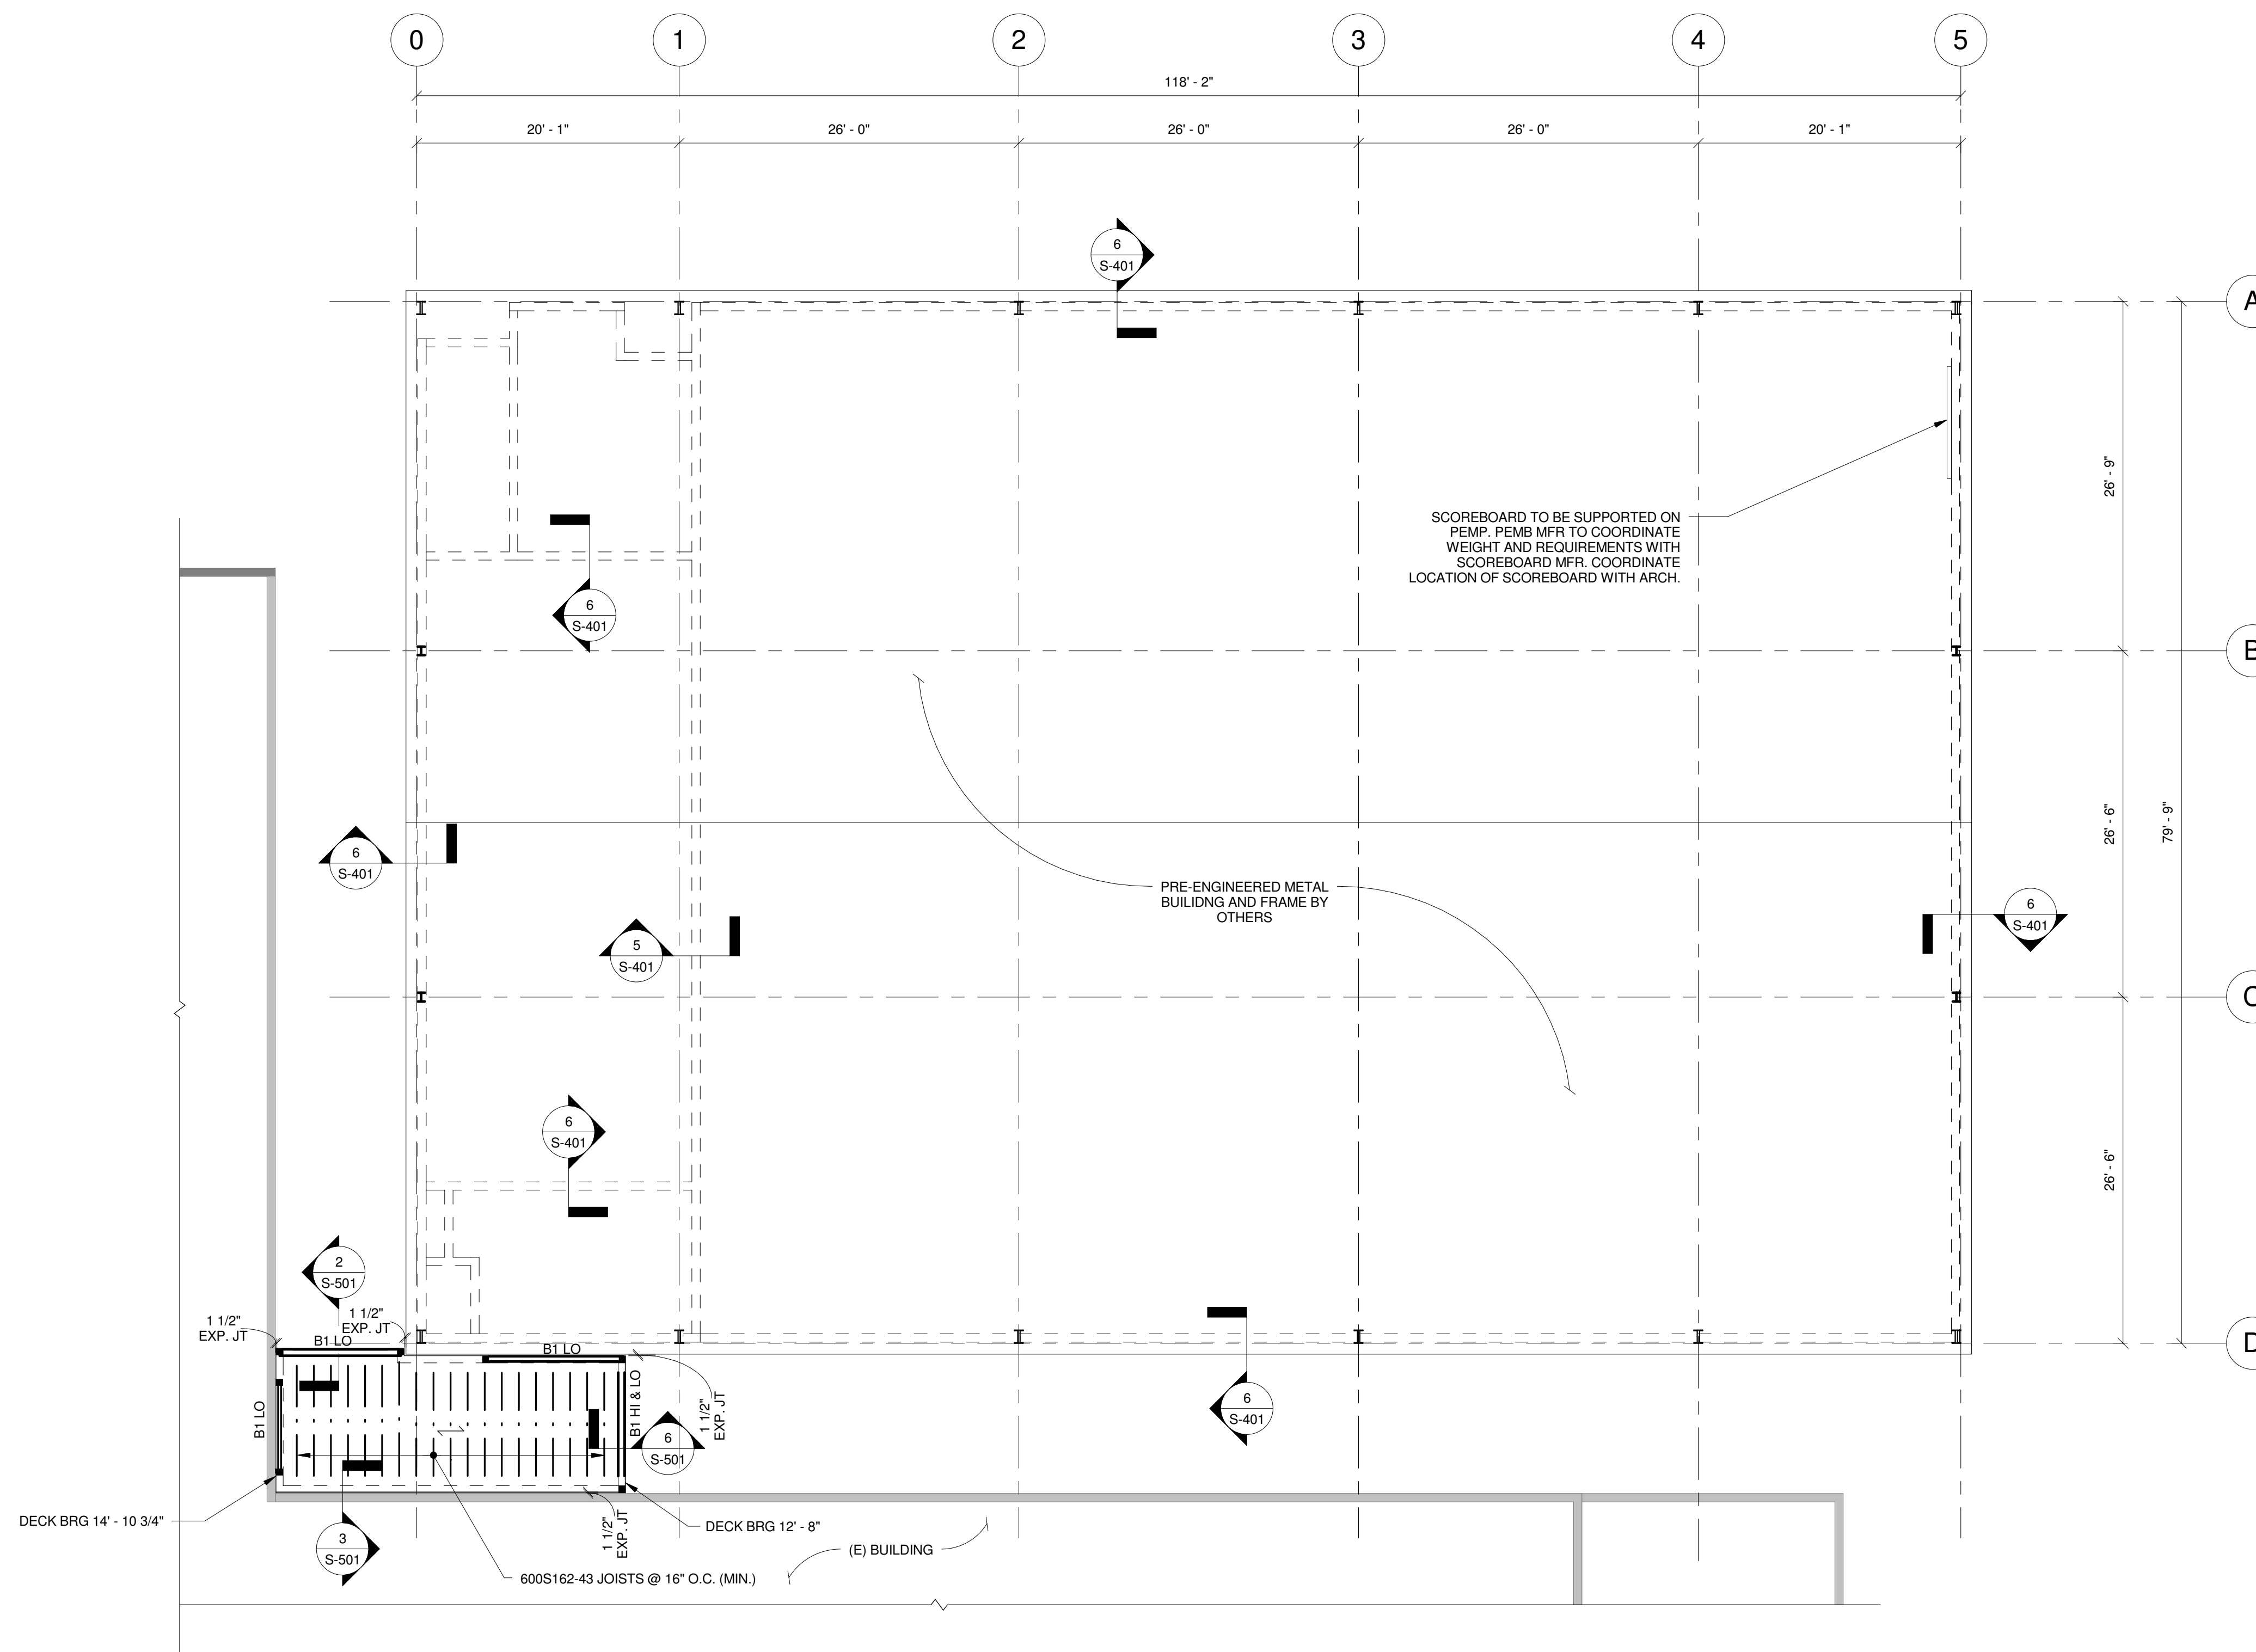 0
1
2
3
4
5
118' - 2"
20' - 1"
26' - 0"
26' - 0"
26' - 0"
20' - 1"
6
S-401
A
26' - 9"
SCOREBOARD TO BE SUPPORTED ON
PEMP. PEMB MFR TO COORDINATE
WEIGHT AND REQUIREMENTS WITH
SCOREBOARD MFR. COORDINATE
LOCATION OF SCOREBOARD WITH ARCH.
6
S-401
B
26' - 6"
79' - 9"
6
S-401
PRE-ENGINEERED METAL
BUILIDNG AND FRAME BY
OTHERS
6
S-401
5
S-401
C
6
S-401
26' - 6"
2
S-501
1 1/2"
EXP. JT
1 1/2"
EXP. JT
B1 LO
B1 LO
D
B1 LO
B1 HI & LO
1 1/2"
EXP. JT
6
S-401
6
S-501
DECK BRG 14' - 10 3/4"
DECK BRG 12' - 8"
1 1/2"
EXP. JT
3
S-501
(E) BUILDING
600S162-43 JOISTS @ 16" O.C. (MIN.)